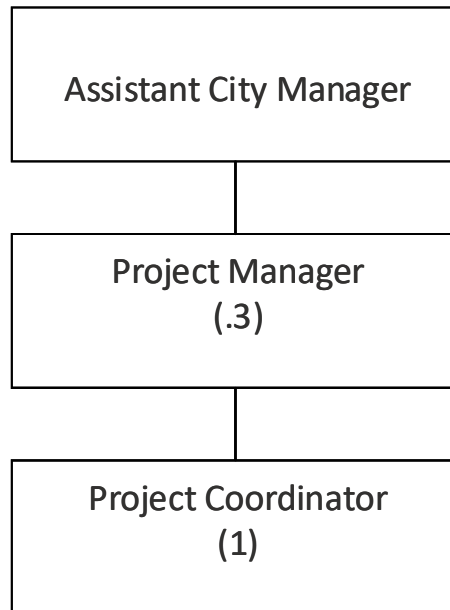 Assistant City Manager
Project Manager
(.3)
Project Coordinator
(1)